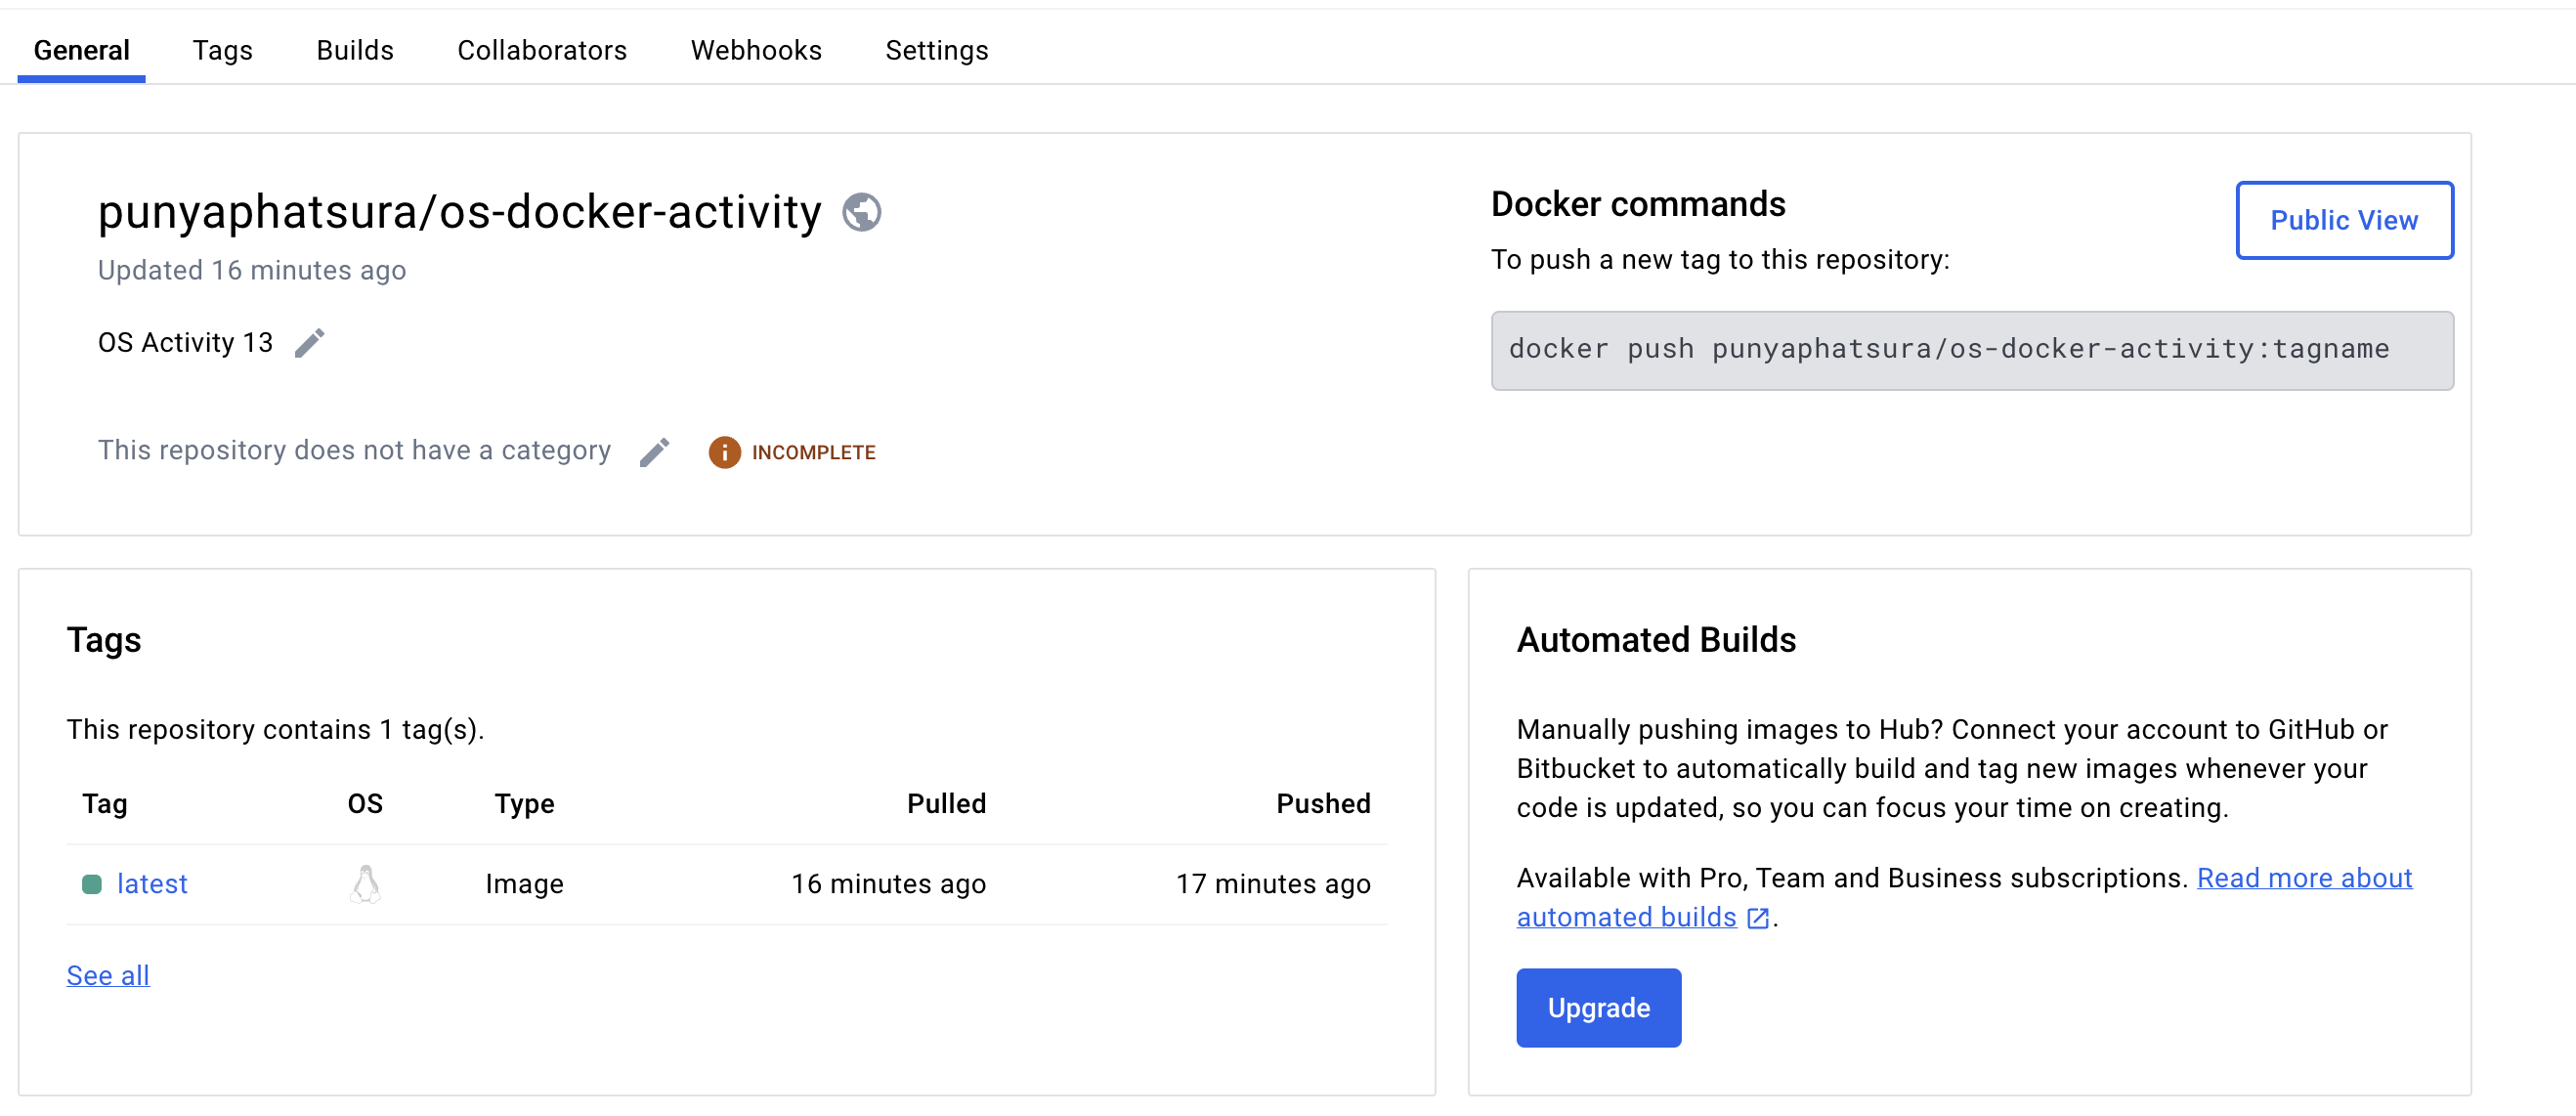 General Tags Builds Collaborators Webhooks Settings
punyaphatsura/os-docker-activity
Updated 16 minutes ago
OS Activity 13
This repository does not have a category INCOMPLETE
Docker commands
Public View
To push a new tag to this repository:
docker push punyaphatsura/os-docker-activity:tagname
Tags
This repository contains 1 tag(s).
Tag OS Type Pulled Pushed
latest Image 16 minutes ago 17 minutes ago
See all
Automated Builds
Manually pushing images to Hub? Connect your account to GitHub or
Bitbucket to automatically build and tag new images whenever your
code is updated, so you can focus your time on creating.
Available with Pro, Team and Business subscriptions. Read more about
automated builds .
Upgrade